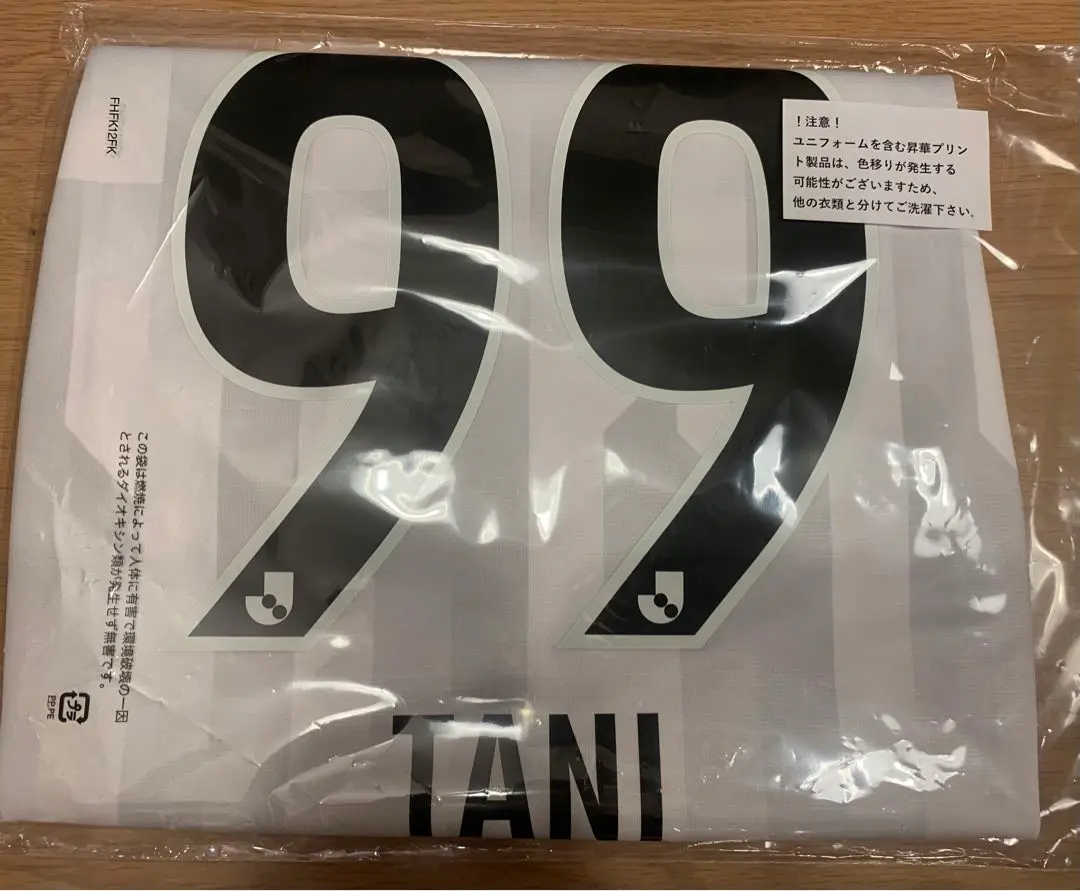 FHFK12FK
99
！注意！
ユニフォームを含む昇華プリン
ト製品は、色移りが発生する
可能性がございますため、
他の衣類と分けてご洗濯下さい。
この袋は燃焼によって人体に有害で環境破壊の一因
とされるダイオキシン類が発生せず無害です。
プラ
PP,PE
TANI